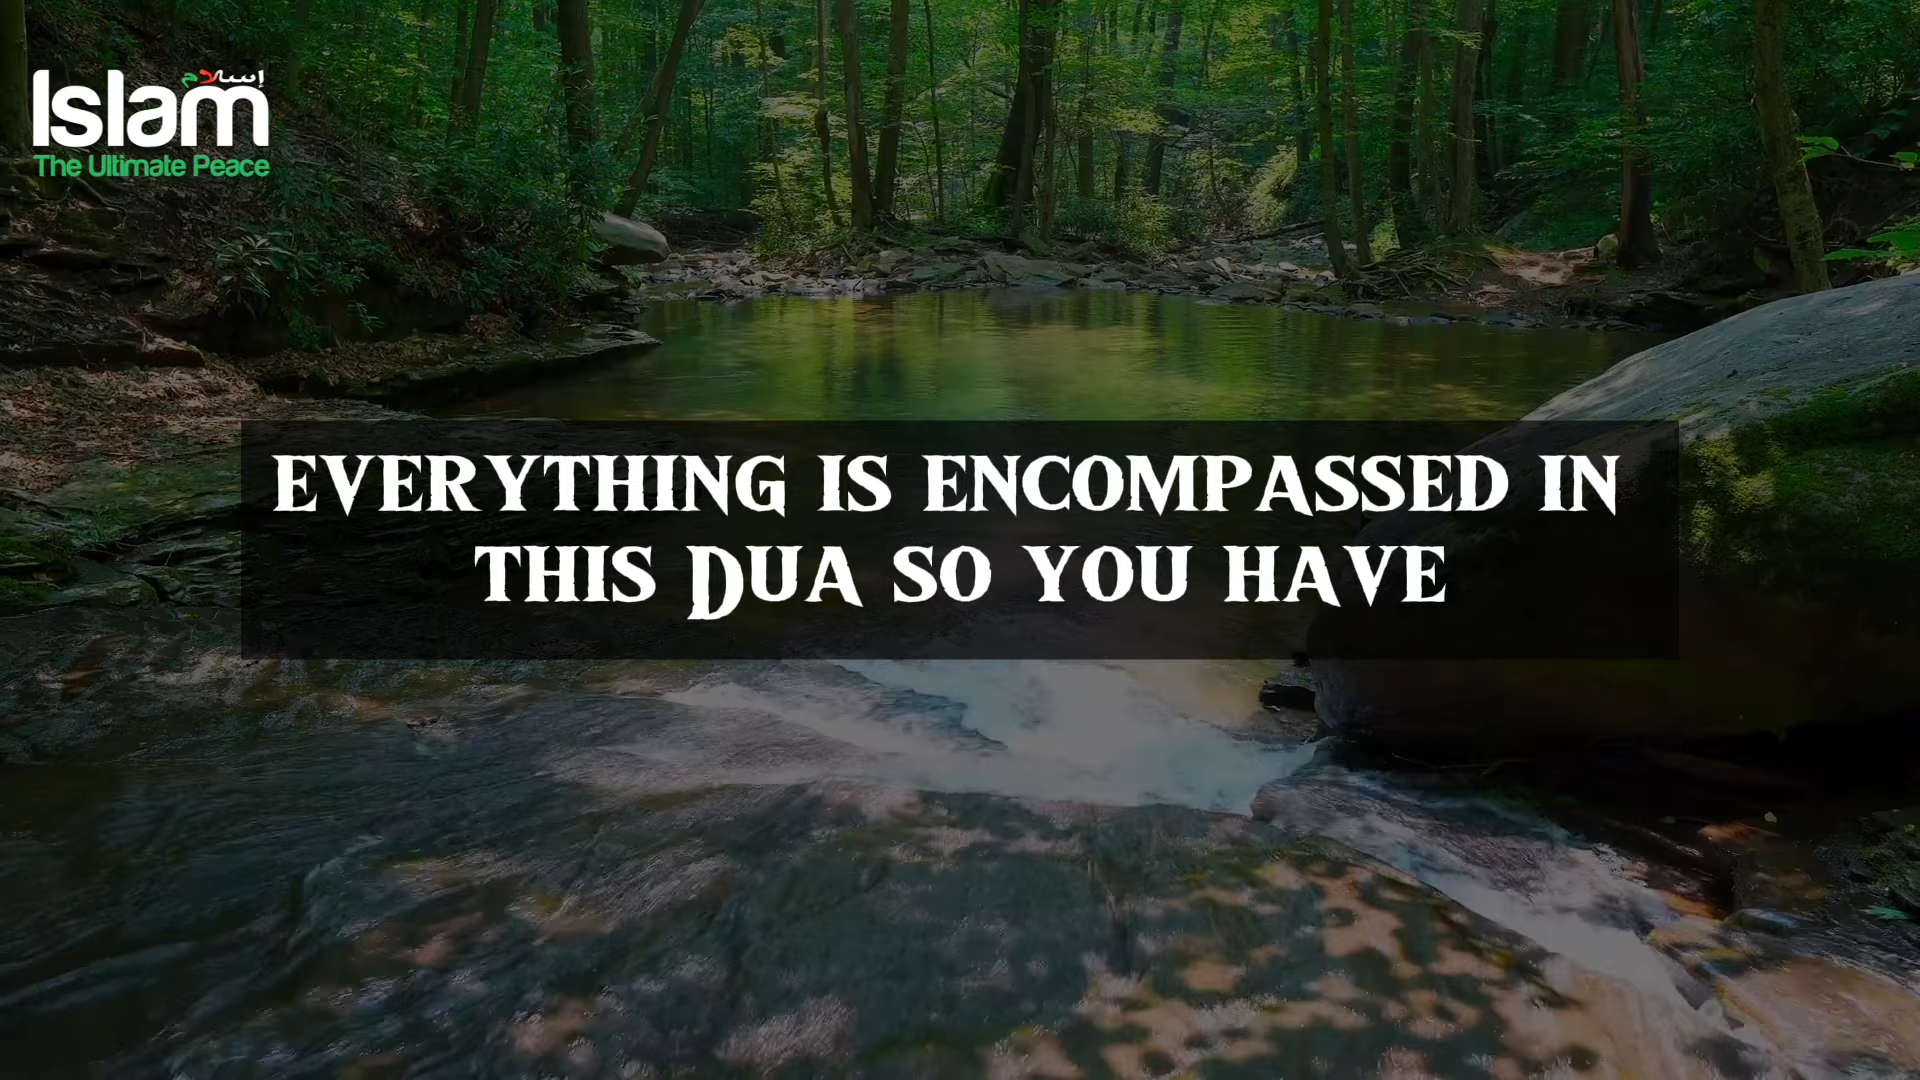 إسلام
Islam
The Ultimate Peace
EVERYTHING IS ENCOMPASSED IN
THIS DUA SO YOU HAVE